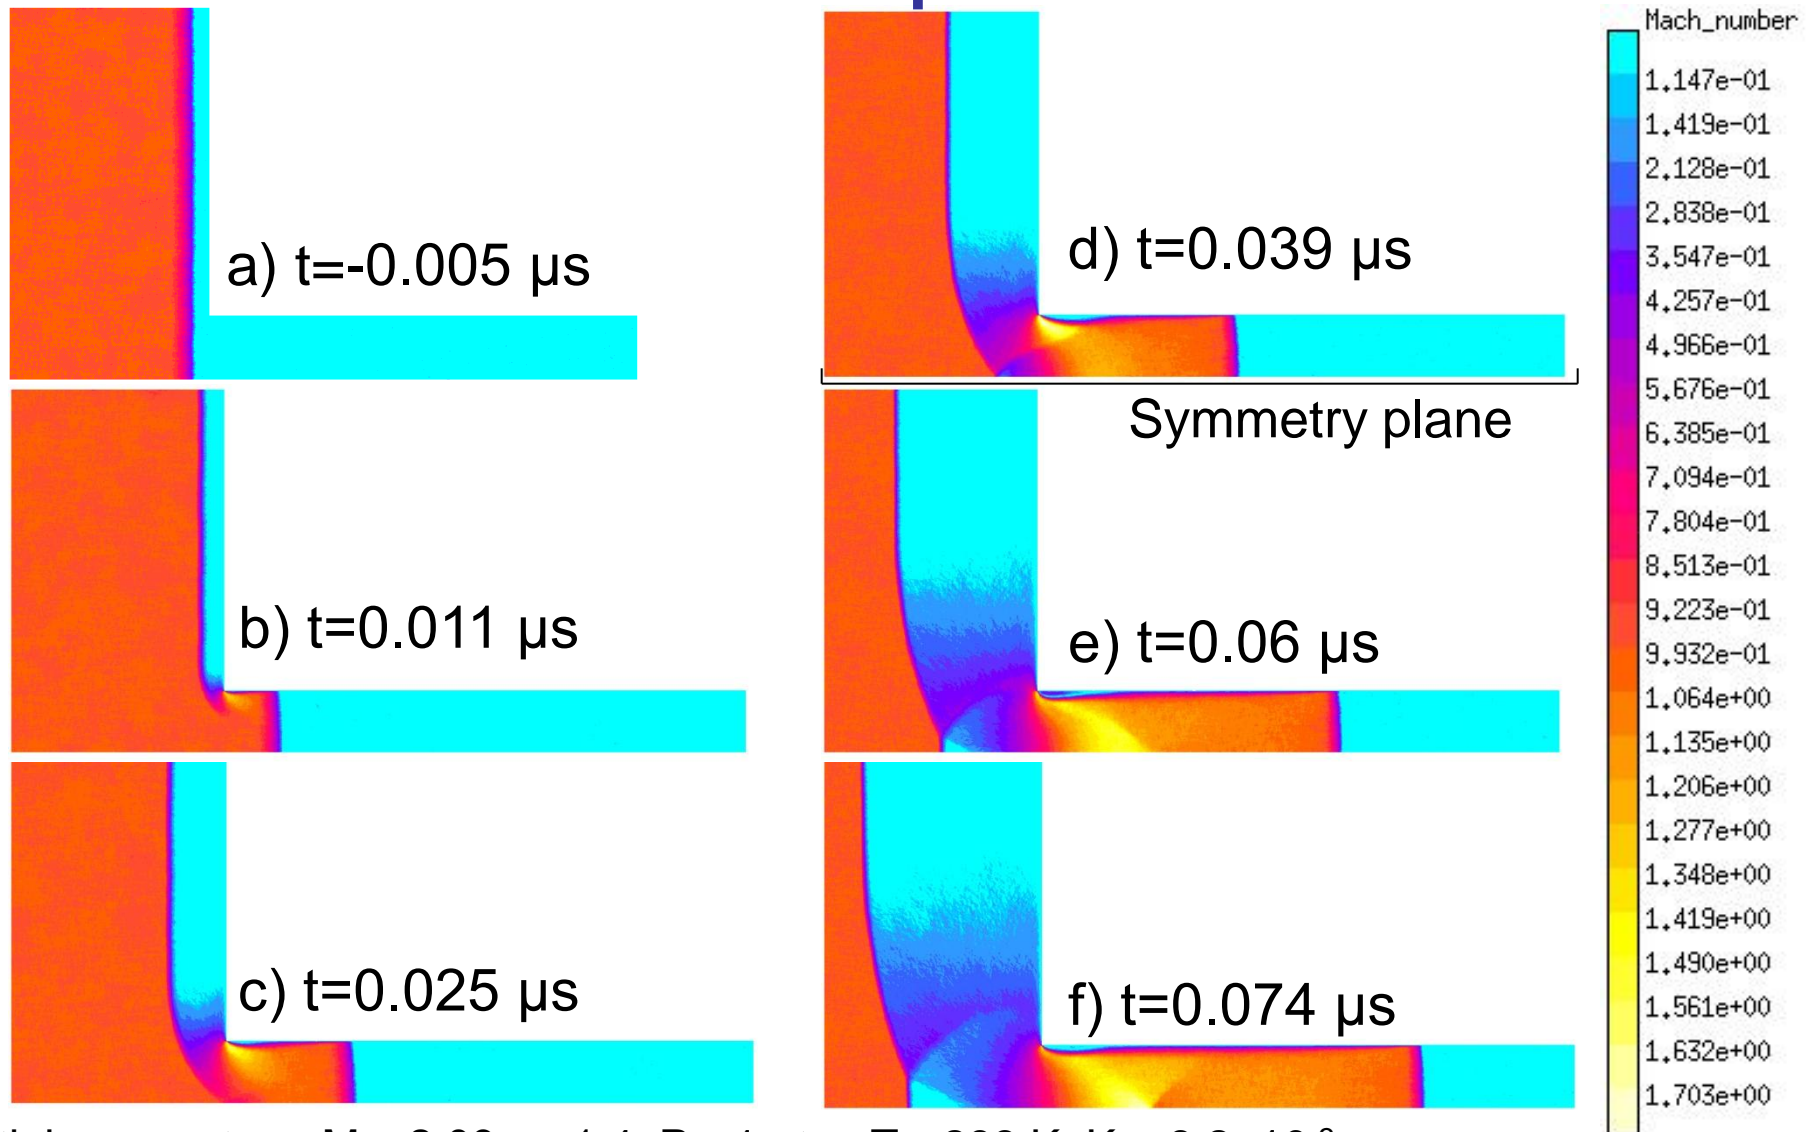 a) t=-0.005 µs
b) t=0.011 µs
c) t=0.025 µs
d) t=0.039 µs
Symmetry plane
e) t=0.06 µs
f) t=0.074 µs
Mach_number
1.147e-01
1.419e-01
2.128e-01
2.838e-01
3.547e-01
4.257e-01
4.966e-01
5.676e-01
6.385e-01
7.094e-01
7.804e-01
8.513e-01
9.223e-01
9.932e-01
1.064e+00
1.135e+00
1.206e+00
1.277e+00
1.348e+00
1.419e+00
1.490e+00
1.561e+00
1.632e+00
1.703e+00